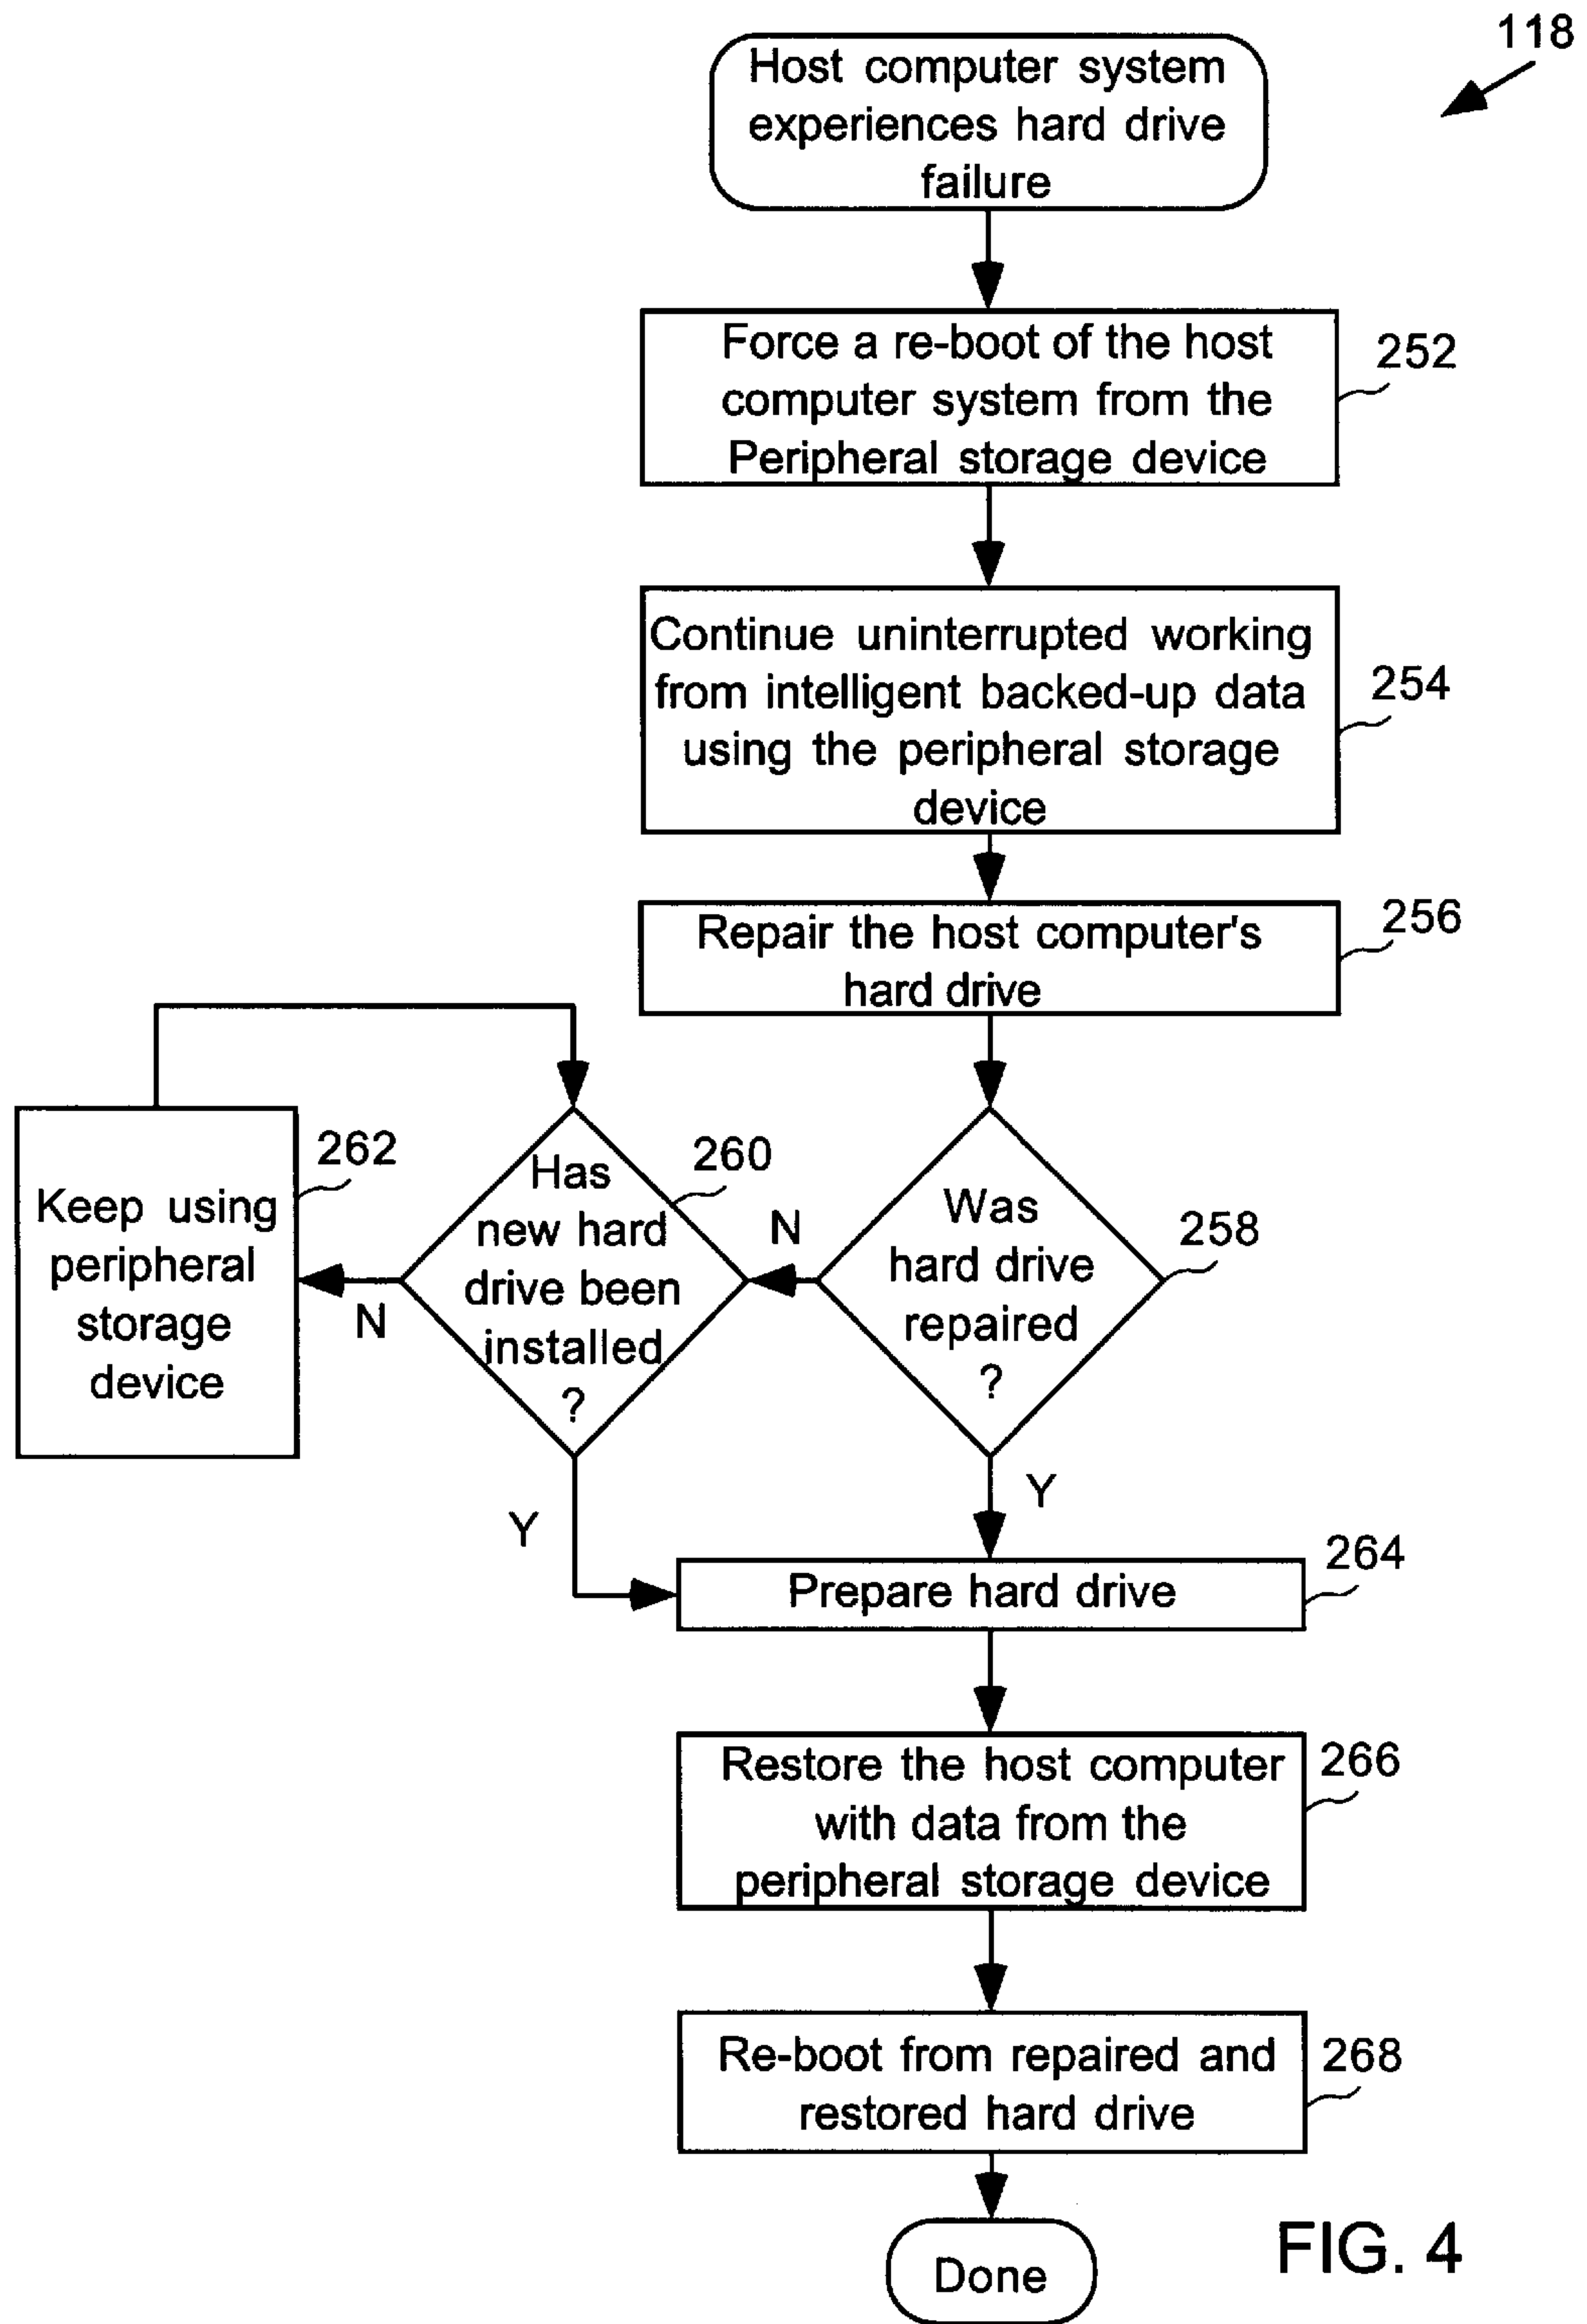 118
Host computer system
experiences hard drive
failure
Force a re-boot of the host
computer system from the
Peripheral storage device
252
Continue uninterrupted working
from intelligent backed-up data
using the peripheral storage
device
254
Repair the host computer's
hard drive
256
Keep using
peripheral
storage
device
262
Has
new hard
drive been
installed
?
260
N
Was
hard drive
repaired
?
258
N
Y
Y
Prepare hard drive
264
Restore the host computer
with data from the
peripheral storage device
266
Re-boot from repaired and
restored hard drive
268
Done
FIG. 4